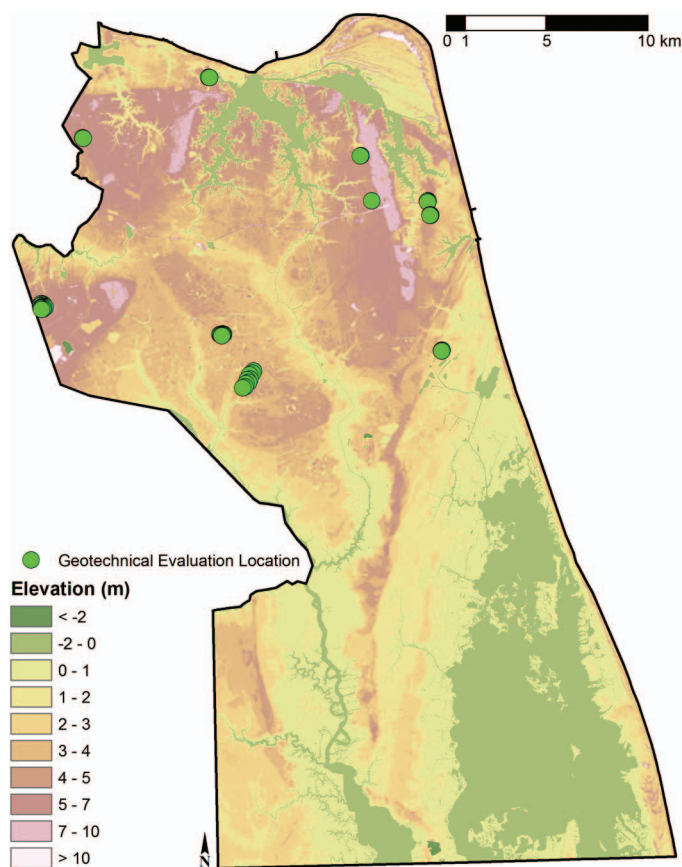 0 1 5 10 km
Geotechnical Evaluation Location
Elevation (m)
< -2
-2 - 0
0 - 1
1 - 2
2 - 3
3 - 4
4 - 5
5 - 7
7 - 10
> 10
N